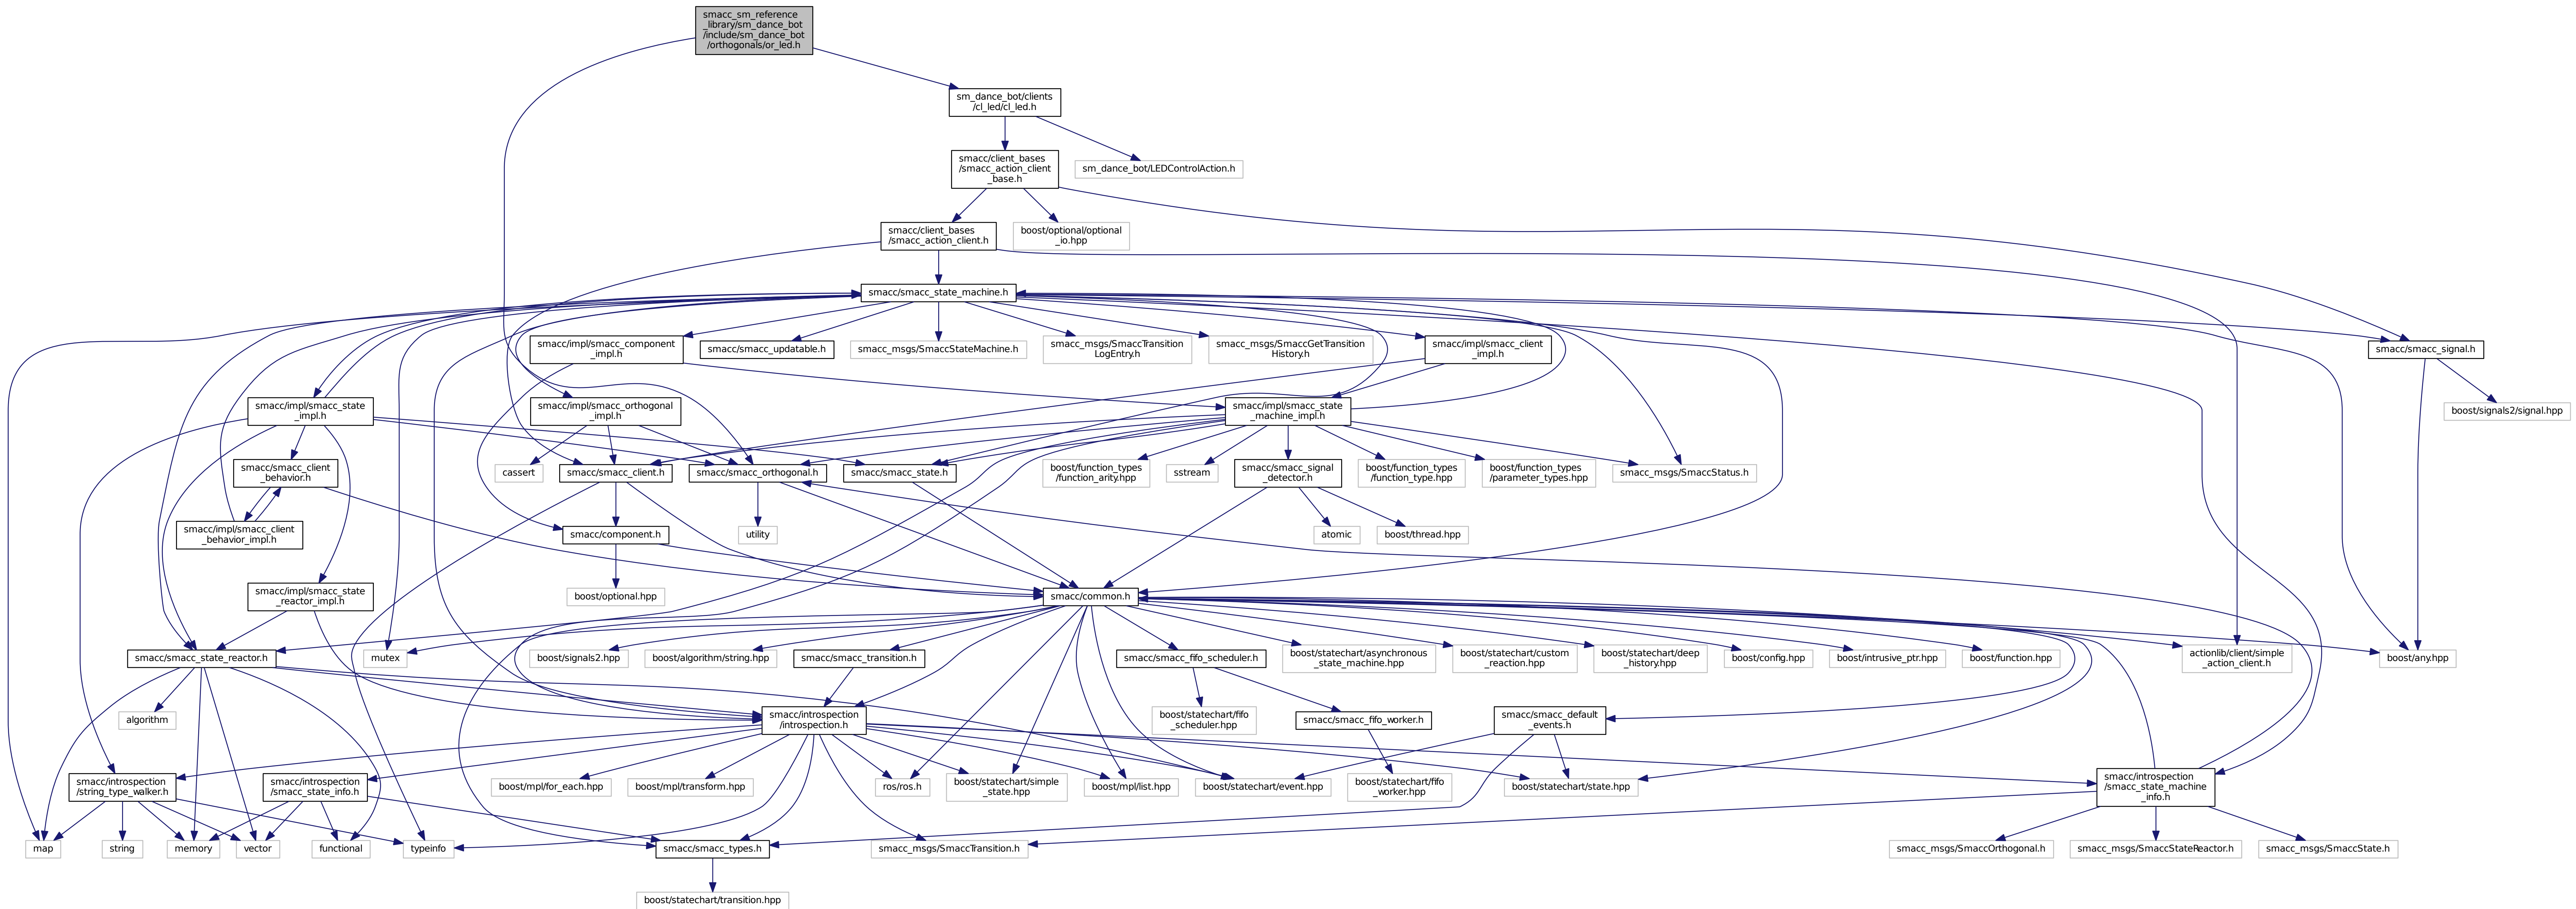 smacc_sm_reference
_library/sm_dance_bot
/include/sm_dance_bot
/orthogonals/or_led.h
sm_dance_bot/clients
/cl_led/cl_led.h
smacc/client_bases
/smacc_action_client
_base.h
sm_dance_bot/LEDControlAction.h
smacc/client_bases
/smacc_action_client.h
boost/optional/optional
_io.hpp
smacc/smacc_state_machine.h
smacc/impl/smacc_component
_impl.h
smacc/smacc_updatable.h
smacc_msgs/SmaccStateMachine.h
smacc_msgs/SmaccTransition
LogEntry.h
smacc_msgs/SmaccGetTransition
History.h
smacc/impl/smacc_client
_impl.h
smacc/smacc_signal.h
smacc/impl/smacc_state
_impl.h
smacc/impl/smacc_orthogonal
_impl.h
smacc/impl/smacc_state
_machine_impl.h
boost/signals2/signal.hpp
smacc/smacc_client
_behavior.h
cassert
smacc/smacc_client.h
smacc/smacc_orthogonal.h
smacc/smacc_state.h
boost/function_types
/function_arity.hpp
sstream
smacc/smacc_signal
_detector.h
boost/function_types
/function_type.hpp
boost/function_types
/parameter_types.hpp
smacc_msgs/SmaccStatus.h
smacc/impl/smacc_client
_behavior_impl.h
smacc/component.h
utility
atomic
boost/thread.hpp
smacc/impl/smacc_state
_reactor_impl.h
boost/optional.hpp
smacc/common.h
smacc/smacc_state_reactor.h
mutex
boost/signals2.hpp
boost/algorithm/string.hpp
smacc/smacc_transition.h
smacc/smacc_fifo_scheduler.h
boost/statechart/asynchronous
_state_machine.hpp
boost/statechart/custom
_reaction.hpp
boost/statechart/deep
_history.hpp
boost/config.hpp
boost/intrusive_ptr.hpp
boost/function.hpp
actionlib/client/simple
_action_client.h
boost/any.hpp
algorithm
smacc/introspection
/introspection.h
boost/statechart/fifo
_scheduler.hpp
smacc/smacc_fifo_worker.h
smacc/smacc_default
_events.h
smacc/introspection
/string_type_walker.h
smacc/introspection
/smacc_state_info.h
boost/mpl/for_each.hpp
boost/mpl/transform.hpp
ros/ros.h
boost/statechart/simple
_state.hpp
boost/mpl/list.hpp
boost/statechart/event.hpp
boost/statechart/fifo
_worker.hpp
boost/statechart/state.hpp
smacc/introspection
/smacc_state_machine
_info.h
map
string
memory
vector
functional
typeinfo
smacc/smacc_types.h
smacc_msgs/SmaccTransition.h
smacc_msgs/SmaccOrthogonal.h
smacc_msgs/SmaccStateReactor.h
smacc_msgs/SmaccState.h
boost/statechart/transition.hpp